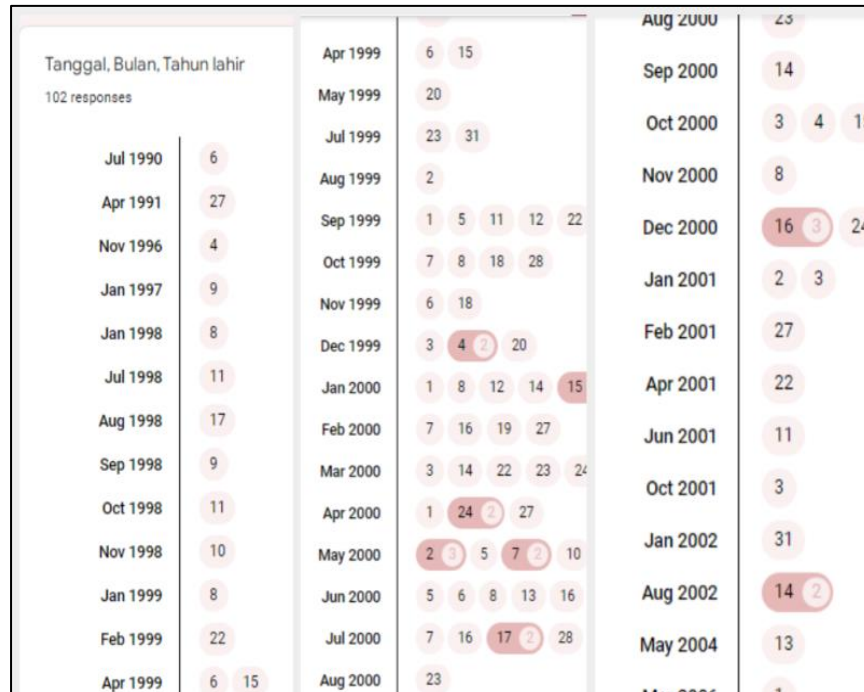 Tanggal, Bulan, Tahun lahir
102 responses
Jul 1990 6
Apr 1991 27
Nov 1996 4
Jan 1997 9
Jan 1998 8
Jul 1998 11
Aug 1998 17
Sep 1998 9
Oct 1998 11
Nov 1998 10
Jan 1999 8
Feb 1999 22
Apr 1999 6 15
Apr 1999 6 15
May 1999 20
Jul 1999 23 31
Aug 1999 2
Sep 1999 1 5 11 12 22
Oct 1999 7 8 18 28
Nov 1999 6 18
Dec 1999 3 4 2 20
Jan 2000 1 8 12 14 15
Feb 2000 7 16 19 27
Mar 2000 3 14 22 23 24
Apr 2000 1 24 2 27
May 2000 2 3 5 7 2 10
Jun 2000 5 6 8 13 16
Jul 2000 7 16 17 2 28
Aug 2000 23
Aug 2000 23
Sep 2000 14
Oct 2000 3 4
Nov 2000 8
Dec 2000 16 3 24
Jan 2001 2 3
Feb 2001 27
Apr 2001 22
Jun 2001 11
Oct 2001 3
Jan 2002 31
Aug 2002 14 2
May 2004 13